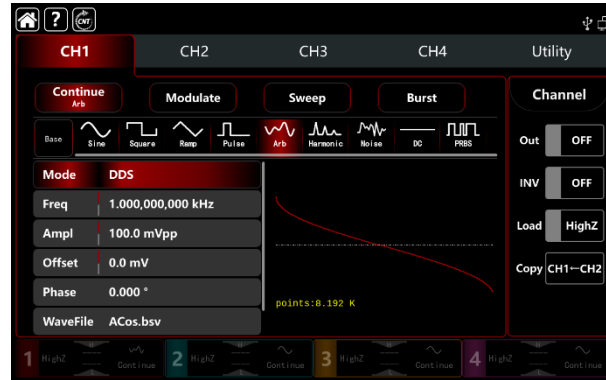 ? CNT
CH1 CH2 CH3 CH4 Utility
Continue Modulate Sweep Burst Channel
Arb
Base Sine Square Ramp Pulse Arb Harmonic Noise DC PRBS
Out OFF
Mode DDS
INV OFF
Freq 1.000,000,000 kHz
Ampl 100.0 mVpp
Load HighZ
Offset 0.0 mV
Copy CH1←CH2
Phase 0.000 °
points:8.192 K
WaveFile ACos.bsv
1 HighZ Continue 2 HighZ Continue 3 HighZ Continue 4 HighZ Continue